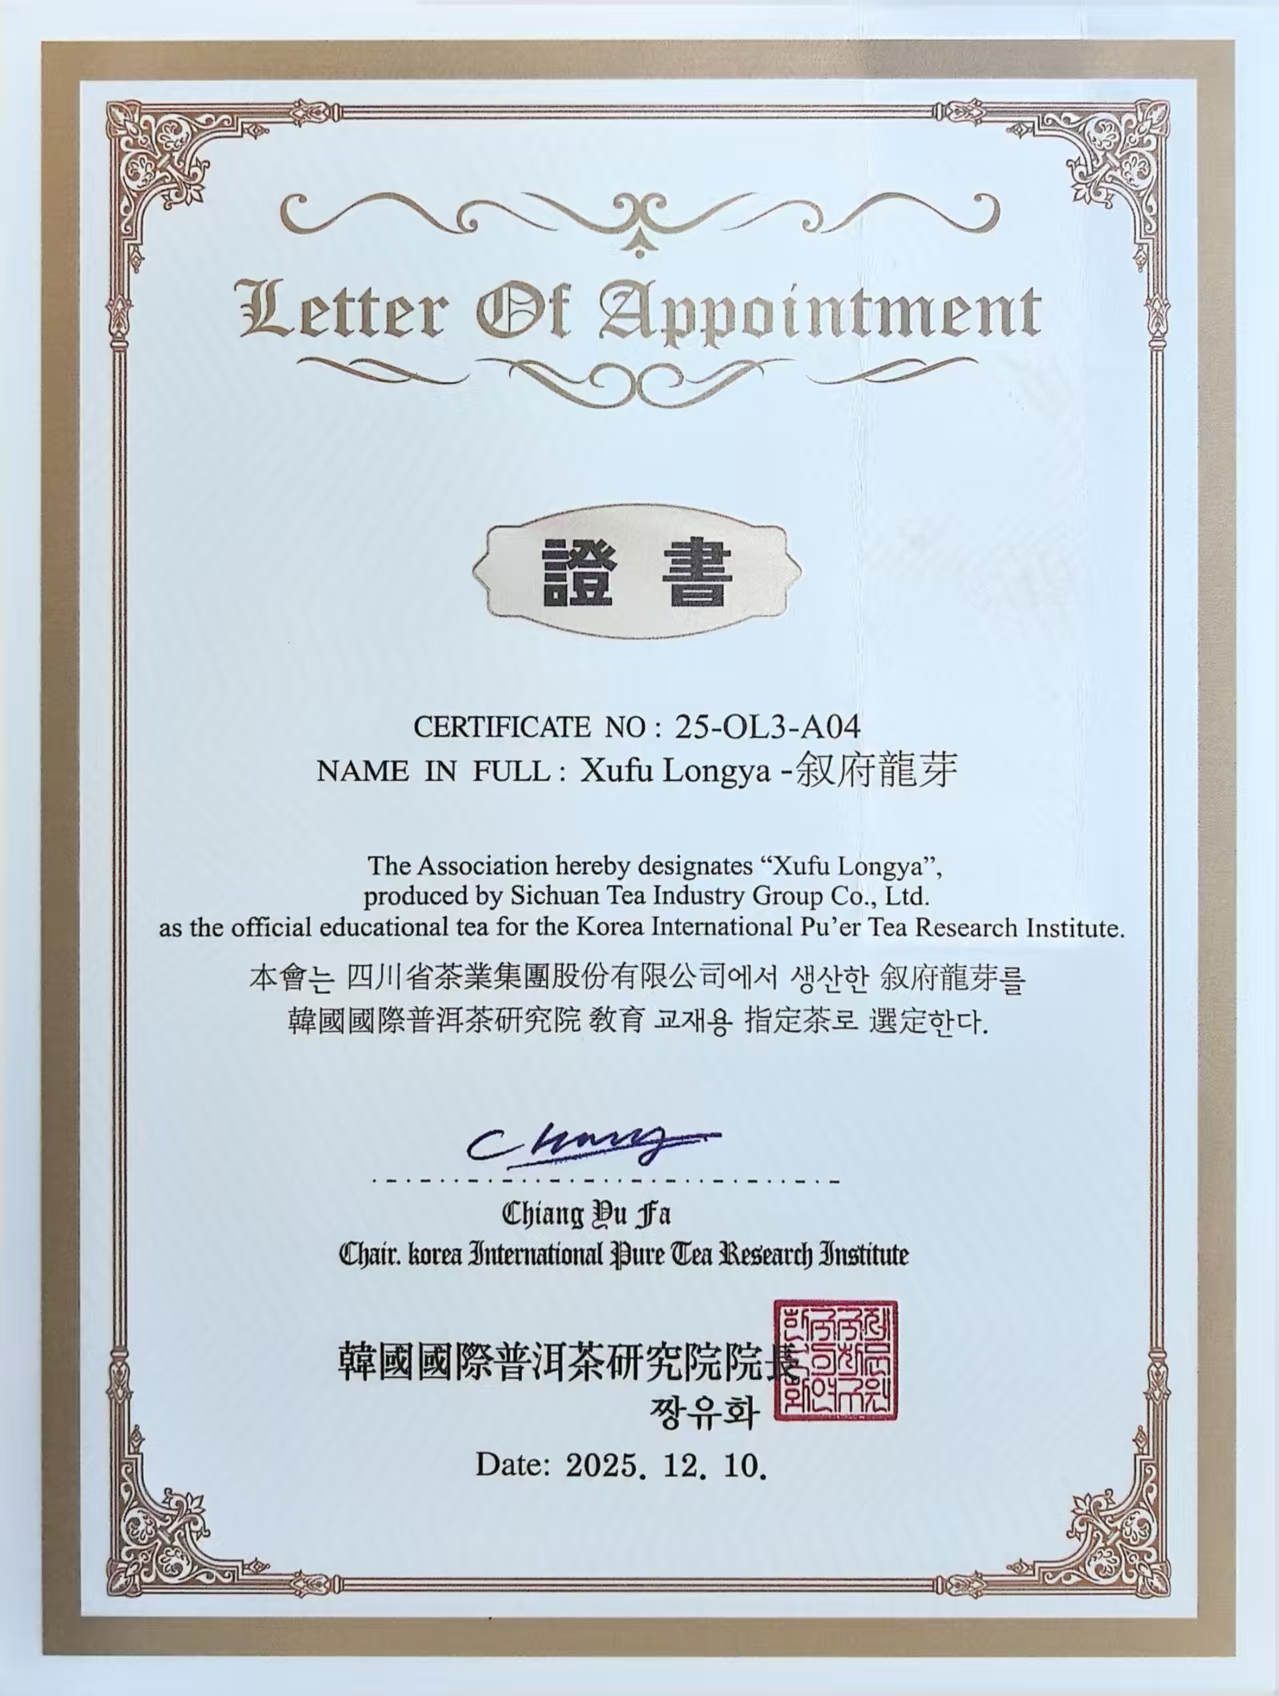 Letter Of Appointment
證書
CERTIFICATE NO : 25-OL3-A04
NAME IN FULL : Xufu Longya -叙府龍芽
The Association hereby designates “Xufu Longya”,
produced by Sichuan Tea Industry Group Co., Ltd.
as the official educational tea for the Korea International Pu’er Tea Research Institute.
本會는 四川省茶業集團股份有限公司에서 생산한 叙府龍芽를
韓國國際普洱茶研究院 敎育 교재용 指定茶로 選定한다.
Chang
Chiang Yu Fa
Chair. korea International Pure Tea Research Institute
韓國國際普洱茶研究院院長
짱유화
Date: 2025. 12. 10.